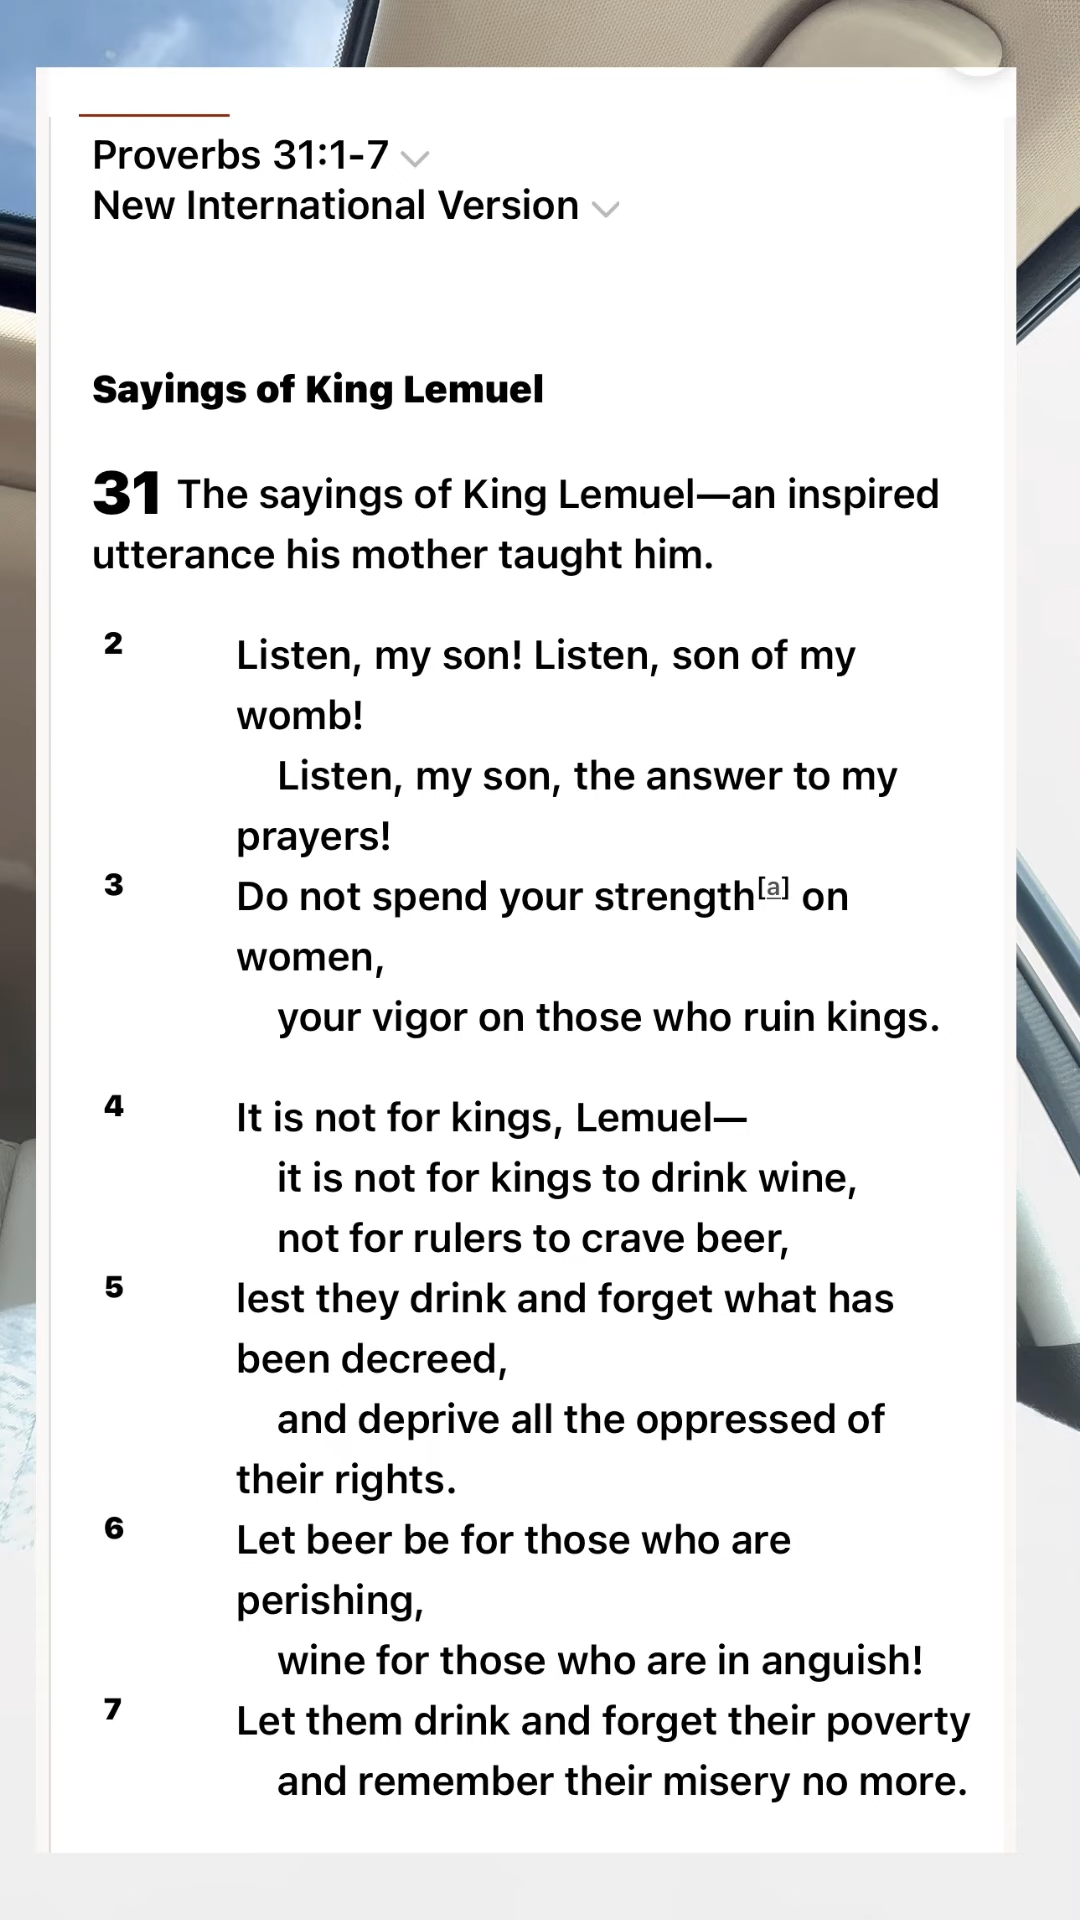 Proverbs 31:1-7
New International Version
Sayings of King Lemuel
31 The sayings of King Lemuel—an inspired
utterance his mother taught him.
2 Listen, my son! Listen, son of my
womb!
Listen, my son, the answer to my
prayers!
3 Do not spend your strength[a] on
women,
your vigor on those who ruin kings.
4 It is not for kings, Lemuel—
it is not for kings to drink wine,
not for rulers to crave beer,
5 lest they drink and forget what has
been decreed,
and deprive all the oppressed of
their rights.
6 Let beer be for those who are
perishing,
wine for those who are in anguish!
7 Let them drink and forget their poverty
and remember their misery no more.